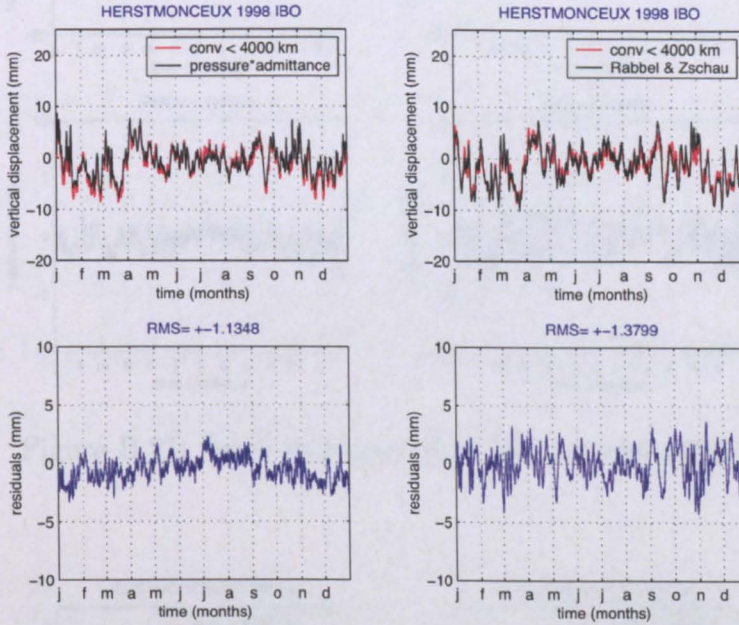 HERSTMONCEUX 1998 IBO
20
10
0
−10
−20
vertical displacement (mm)
conv < 4000 km
pressure*admittance
j f m a m j j a s o n d
time (months)
HERSTMONCEUX 1998 IBO
20
10
0
−10
−20
vertical displacement (mm)
conv < 4000 km
Rabbel & Zschau
j f m a m j j a s o n d
time (months)
RMS= +−1.1348
10
5
0
−5
−10
residuals (mm)
j f m a m j j a s o n d
time (months)
RMS= +−1.3799
10
5
0
−5
−10
residuals (mm)
j f m a m j j a s o n d
time (months)